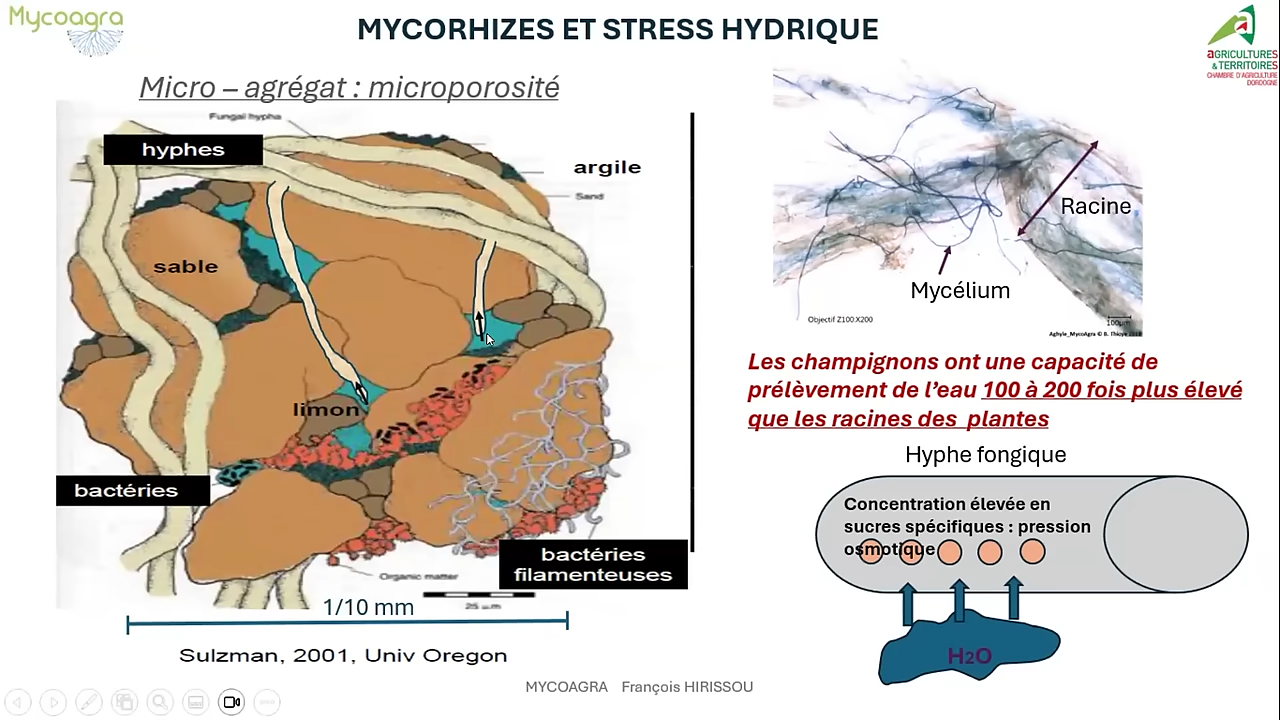 Mycoagra
MYCORHIZES ET STRESS HYDRIQUE
aGRICULTURES
& TERRITOIRES
CHAMBRE D'AGRICULTURE
DORDOGNE
Micro – agrégat : microporosité
Fungal hypha
hyphes
argile
Sand
sable
limon
bactéries
bactéries
filamenteuses
Organic matter
25 µm
1/10 mm
Sulzman, 2001, Univ Oregon
Racine
Mycélium
Objectif Z100:X200
100µm
Aghyle_MycoAgra © B. Thioye
Les champignons ont une capacité de
prélèvement de l'eau 100 à 200 fois plus élevé
que les racines des plantes
Hyphe fongique
Concentration élevée en
sucres spécifiques : pression
osmotique
H2O
MYCOAGRA François HIRISSOU